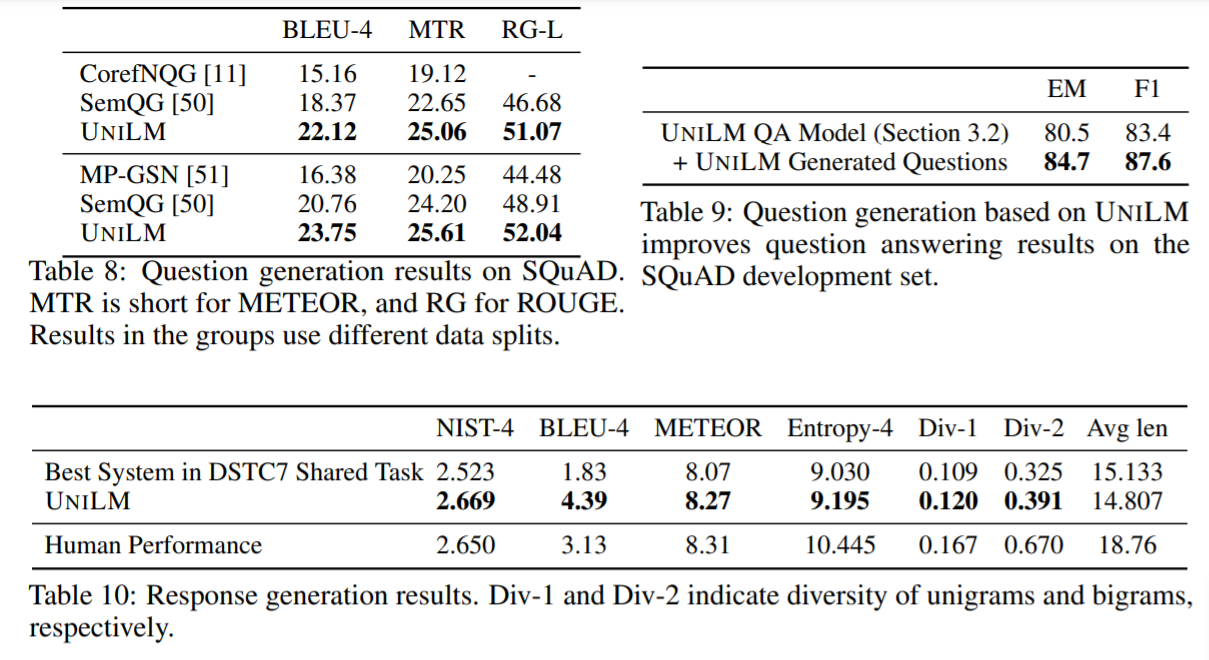 BLEU-4 MTR RG-L
CorefNQG [11] 15.16 19.12 -
SemQG [50] 18.37 22.65 46.68
UNILM 22.12 25.06 51.07
MP-GSN [51] 16.38 20.25 44.48
SemQG [50] 20.76 24.20 48.91
UNILM 23.75 25.61 52.04
Table 8: Question generation results on SQuAD.
MTR is short for METEOR, and RG for ROUGE.
Results in the groups use different data splits.
EM F1
UNILM QA Model (Section 3.2) 80.5 83.4
+ UNILM Generated Questions 84.7 87.6
Table 9: Question generation based on UNILM
improves question answering results on the
SQuAD development set.
NIST-4 BLEU-4 METEOR Entropy-4 Div-1 Div-2 Avg len
Best System in DSTC7 Shared Task 2.523 1.83 8.07 9.030 0.109 0.325 15.133
UNILM 2.669 4.39 8.27 9.195 0.120 0.391 14.807
Human Performance 2.650 3.13 8.31 10.445 0.167 0.670 18.76
Table 10: Response generation results. Div-1 and Div-2 indicate diversity of unigrams and bigrams,
respectively.